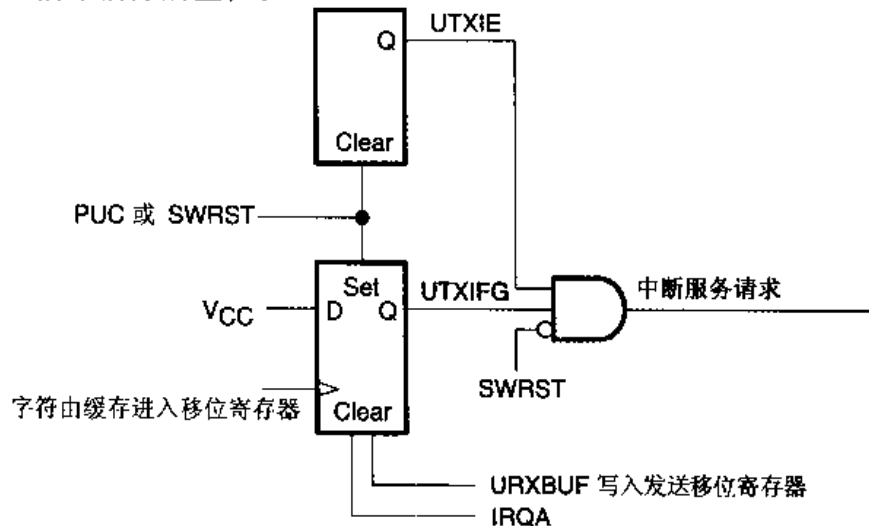 Q
UTXIE
Clear
PUC 或 SWRST
Set
UTXIFG
中断服务请求
VCC
D
Q
SWRST
字符由缓存进入移位寄存器
Clear
URXBUF 写入发送移位寄存器
IRQA